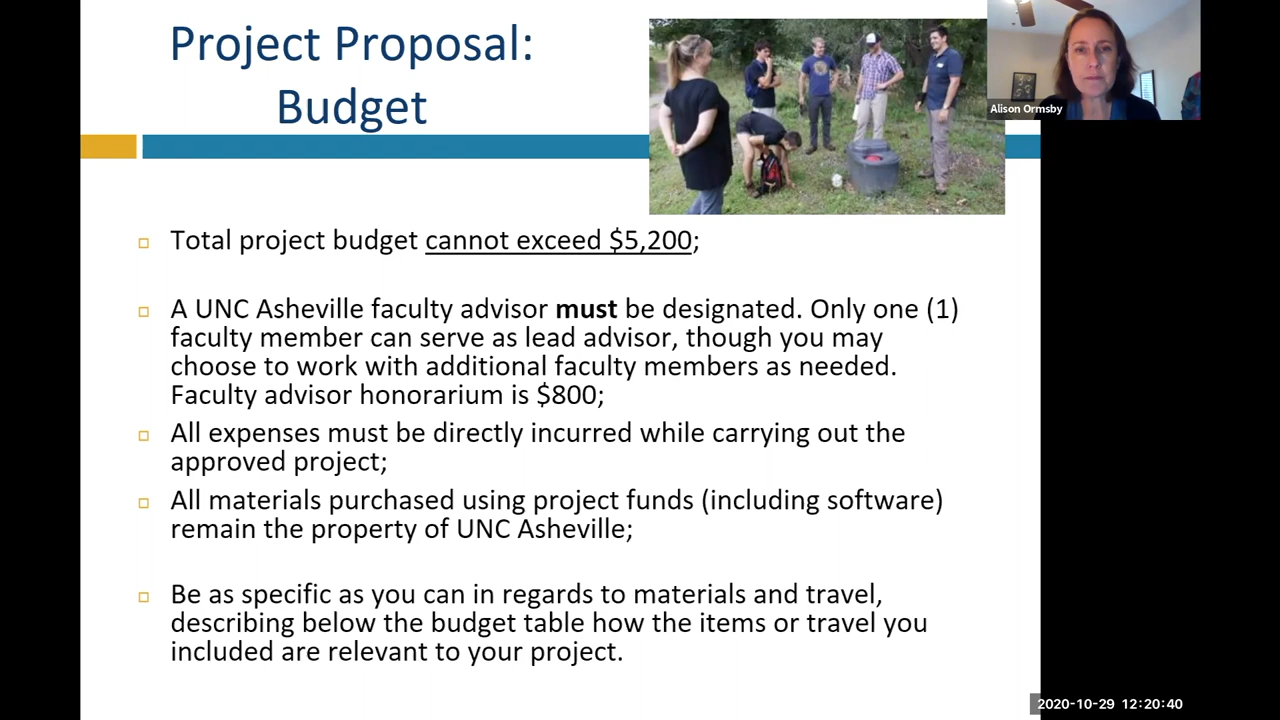 Project Proposal:
Budget
Alison Ormsby
Total project budget cannot exceed $5,200;
A UNC Asheville faculty advisor must be designated. Only one (1)
faculty member can serve as lead advisor, though you may
choose to work with additional faculty members as needed.
Faculty advisor honorarium is $800;
All expenses must be directly incurred while carrying out the
approved project;
All materials purchased using project funds (including software)
remain the property of UNC Asheville;
Be as specific as you can in regards to materials and travel,
describing below the budget table how the items or travel you
included are relevant to your project.
2020-10-29 12:20:40